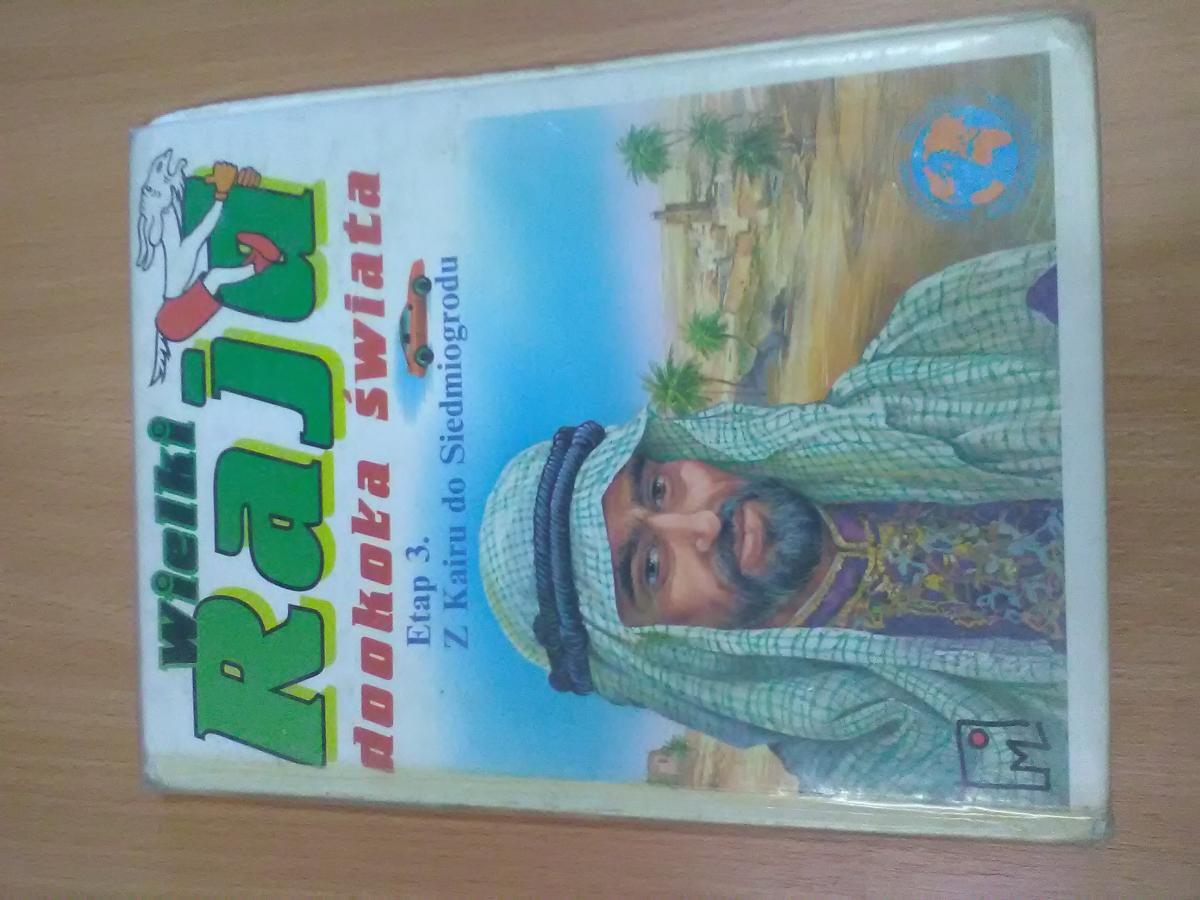 wielki
Rajd
dookoła świata
Etap 3.
Z Kairu do Siedmiogrodu
M